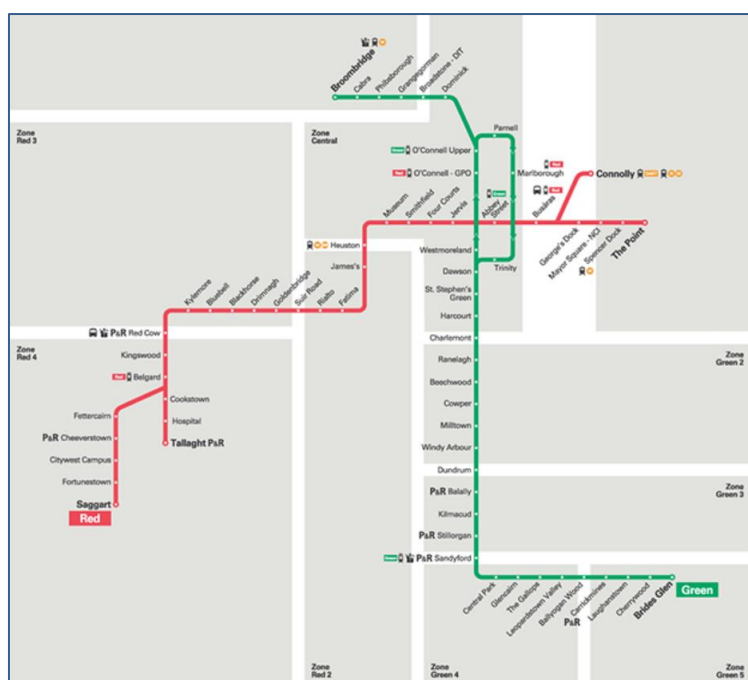 Broombridge
Cabra
Phibsborough
Grangegorman
Broadstone - DIT
Dominick
Zone
Red 3
Zone
Central
Parnell
Green
O'Connell Upper
Red
O'Connell - GPO
Marlborough
Red
Green
Red
Connolly
DART
Museum
Smithfield
Four Courts
Jervis
Abbey
Street
Busáras
George's Dock
Mayor Square - NCI
Spencer Dock
The Point
Heuston
James's
Westmoreland
Trinity
Dawson
St. Stephen's
Green
Harcourt
Charlemont
Kylemore
Bluebell
Blackhorse
Drimnagh
Goldenbridge
Suir Road
Rialto
Fatima
P&R Red Cow
Zone
Red 4
Kingswood
Red
Belgard
Cookstown
Hospital
Tallaght P&R
Fettercairn
P&R Cheeverstown
Citywest Campus
Fortunestown
Saggart
Red
Zone
Green 2
Ranelagh
Beechwood
Cowper
Milltown
Windy Arbour
Dundrum
Zone
Green 3
P&R Balally
Kilmacud
P&R Stillorgan
Green
P&R Sandyford
Central Park
Glencairn
The Gallops
Leopardstown Valley
Ballyogan Wood
P&R
Carrickmines
Laughanstown
Cherrywood
Brides Glen
Green
Zone
Red 2
Zone
Green 4
Zone
Green 5